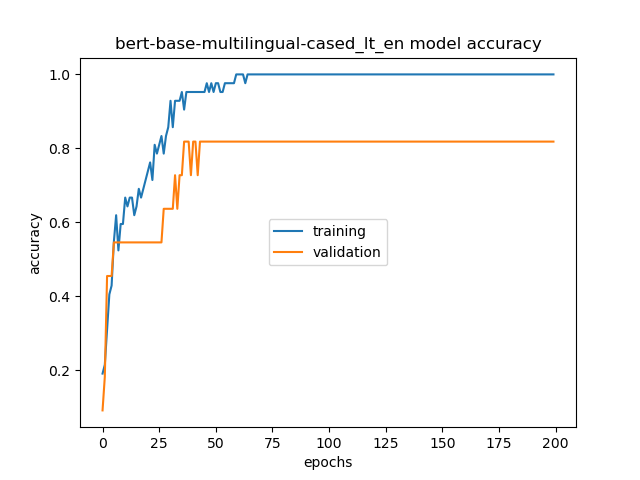 bert-base-multilingual-cased_lt_en model accuracy
1.0
0.8
0.6
0.4
0.2
accuracy
training
validation
0 25 50 75 100 125 150 175 200
epochs